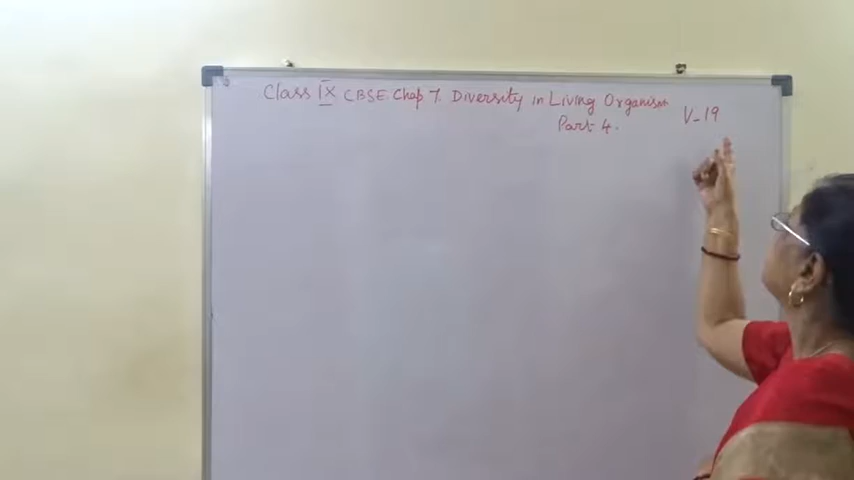 Class IX CBSE. Chap 7. Diversity in Living Organism
Part 4. V-19